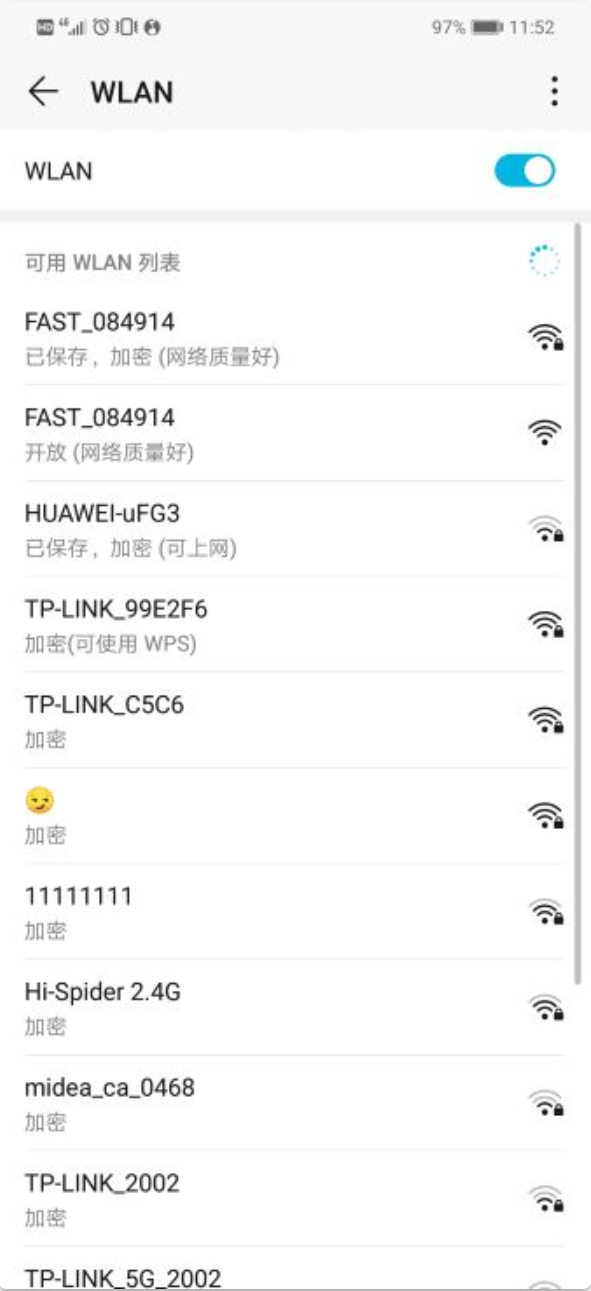 HD 4G 97% 11:52
WLAN
WLAN
可用 WLAN 列表
FAST_084914
已保存，加密 (网络质量好)
FAST_084914
开放 (网络质量好)
HUAWEI-uFG3
已保存，加密 (可上网)
TP-LINK_99E2F6
加密(可使用 WPS)
TP-LINK_C5C6
加密
😏
加密
11111111
加密
Hi-Spider 2.4G
加密
midea_ca_0468
加密
TP-LINK_2002
加密
TP-LINK_5G_2002